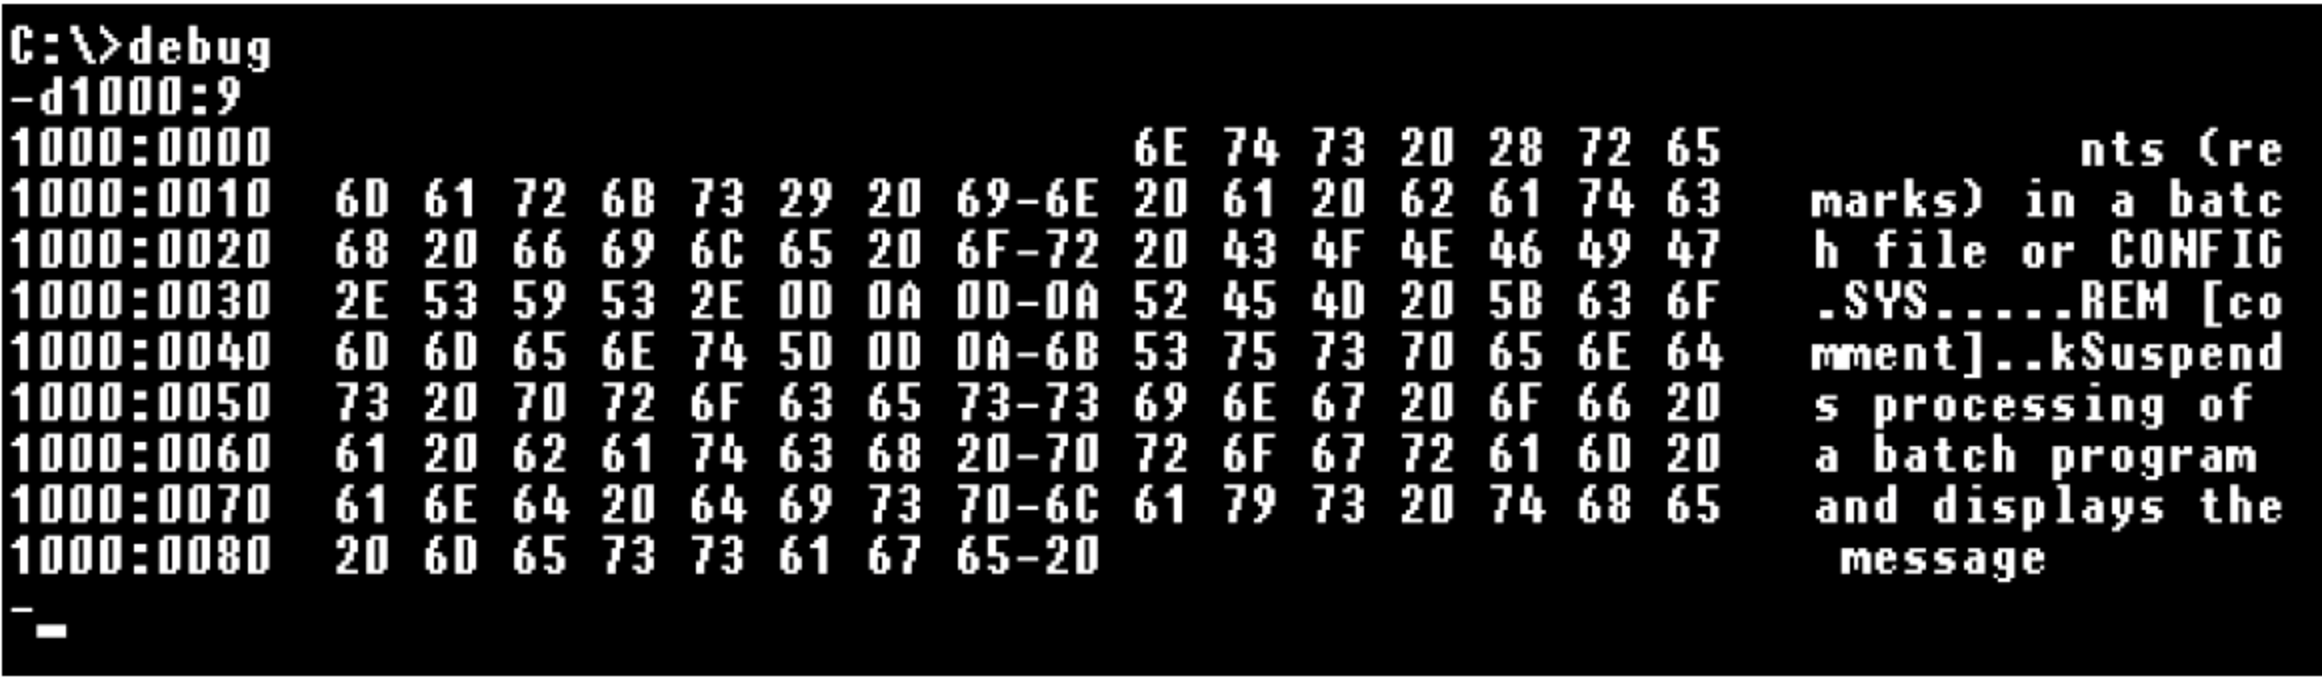 C:\>debug
-d1000:9
1000:0000                             6E 74 73 20 28 72 65           nts (re
1000:0010  6D 61 72 6B 73 29 20 69-6E 20 61 20 62 61 74 63  marks) in a batc
1000:0020  68 20 66 69 6C 65 20 6F-72 20 43 4F 4E 46 49 47  h file or CONFIG
1000:0030  2E 53 59 53 2E 0D 0A 0D-0A 52 45 4D 20 5B 63 6F  .SYS.....REM [co
1000:0040  6D 6D 65 6E 74 5D 0D 0A-6B 53 75 73 70 65 6E 64  mment]..kSuspend
1000:0050  73 20 70 72 6F 63 65 73-73 69 6E 67 20 6F 66 20  s processing of
1000:0060  61 20 62 61 74 63 68 20-70 72 6F 67 72 61 6D 20  a batch program
1000:0070  61 6E 64 20 64 69 73 70-6C 61 79 73 20 74 68 65  and displays the
1000:0080  20 6D 65 73 73 61 67 65-20                        message
-